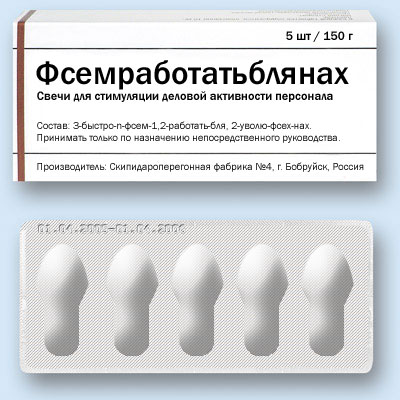 5 шт / 150 г
Фсемработатьблянах
Свечи для стимуляции деловой активности персонала
Состав: 3-быстро-n-фсем-1,2-работать-бля, 2-уволю-фсех-нах.
Принимать только по назначению непосредственного руководства.
Производитель: Скипидароперегонная фабрика №4, г. Бобруйск, Россия